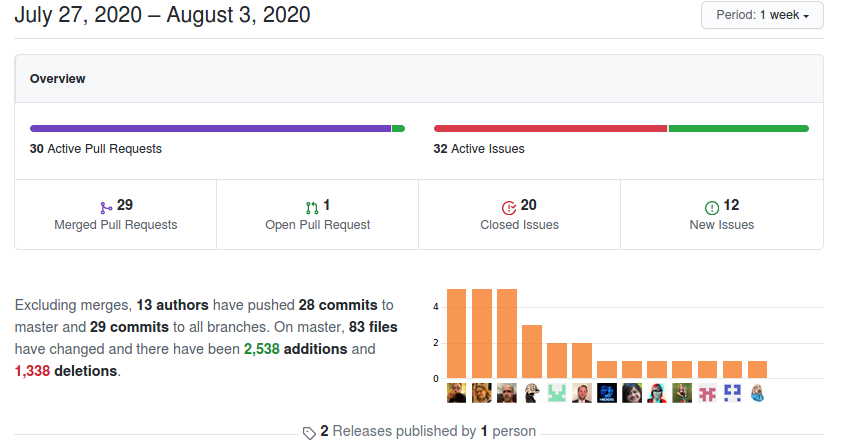 July 27, 2020 – August 3, 2020
Period: 1 week
Overview
30 Active Pull Requests
32 Active Issues
29
Merged Pull Requests
1
Open Pull Request
20
Closed Issues
12
New Issues
Excluding merges, 13 authors have pushed 28 commits to
master and 29 commits to all branches. On master, 83 files
have changed and there have been 2,538 additions and
1,338 deletions.
4
2
0
2 Releases published by 1 person